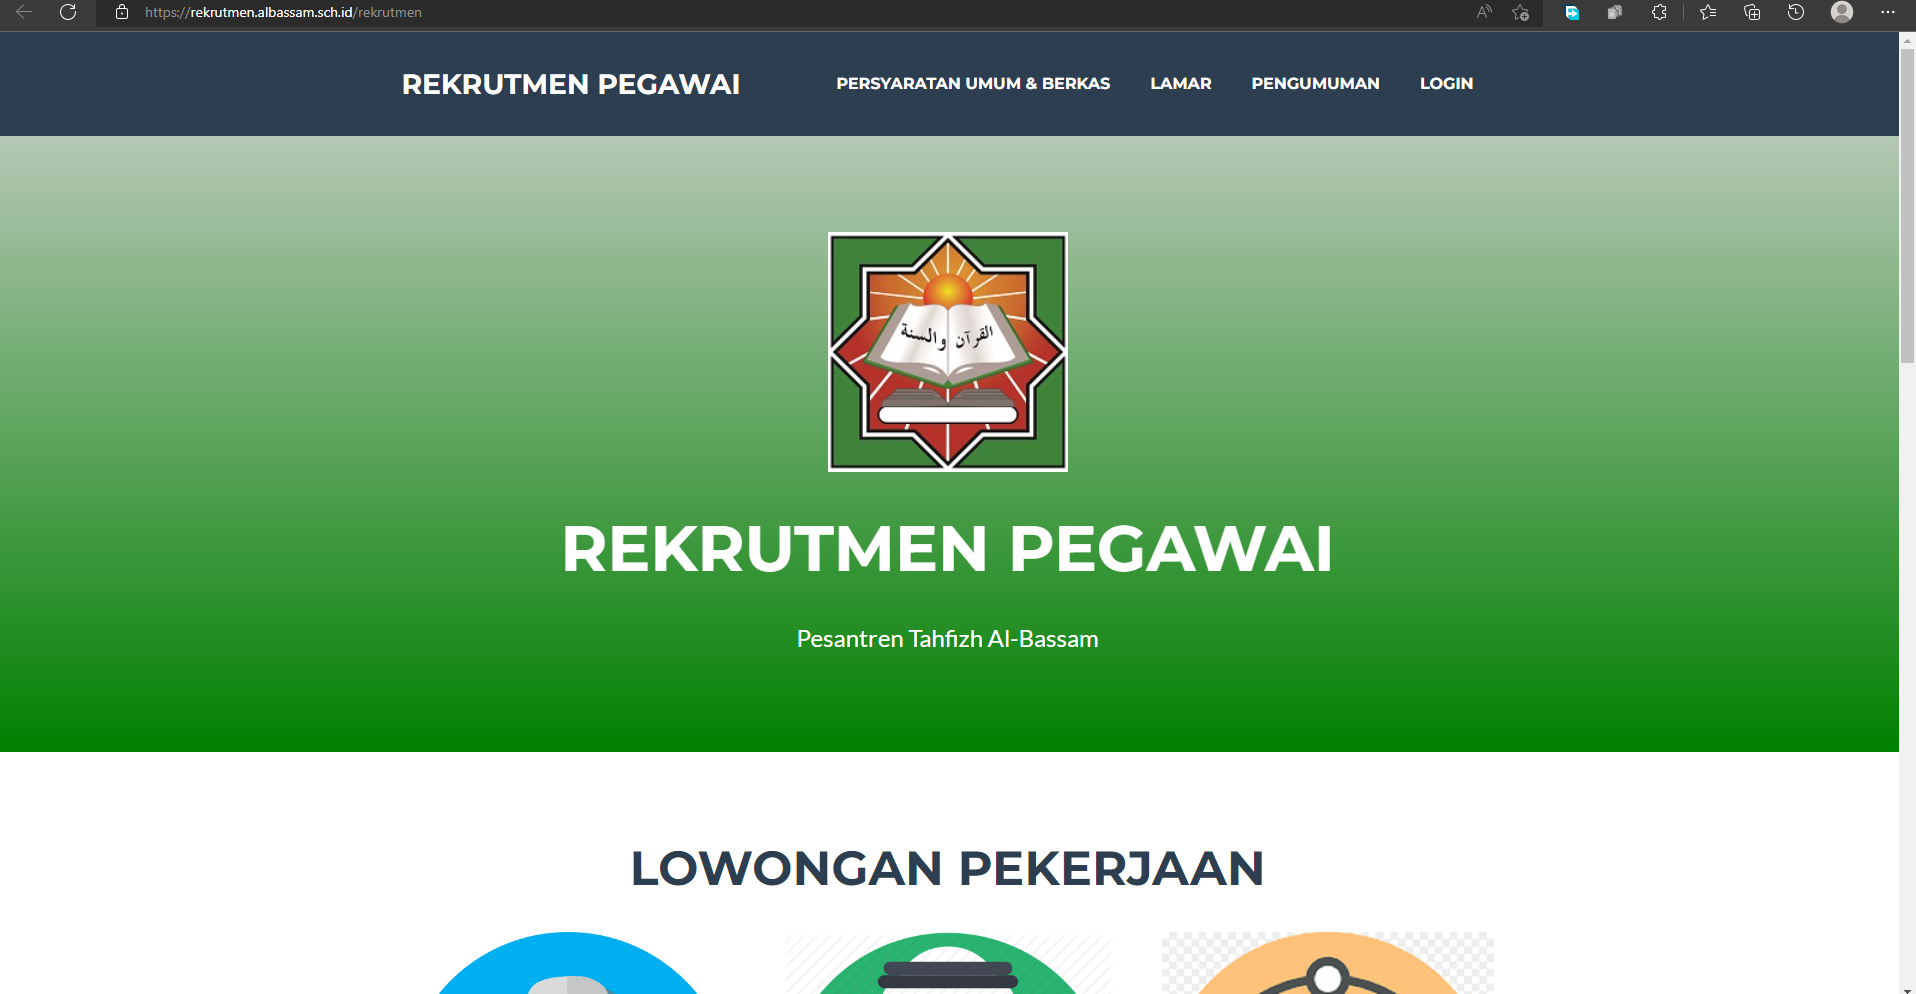 https://rekrutmen.albassam.sch.id/rekrutmen
REKRUTMEN PEGAWAI
PERSYARATAN UMUM & BERKAS
LAMAR
PENGUMUMAN
LOGIN
القرآن والسنة
REKRUTMEN PEGAWAI
Pesantren Tahfizh Al-Bassam
LOWONGAN PEKERJAAN